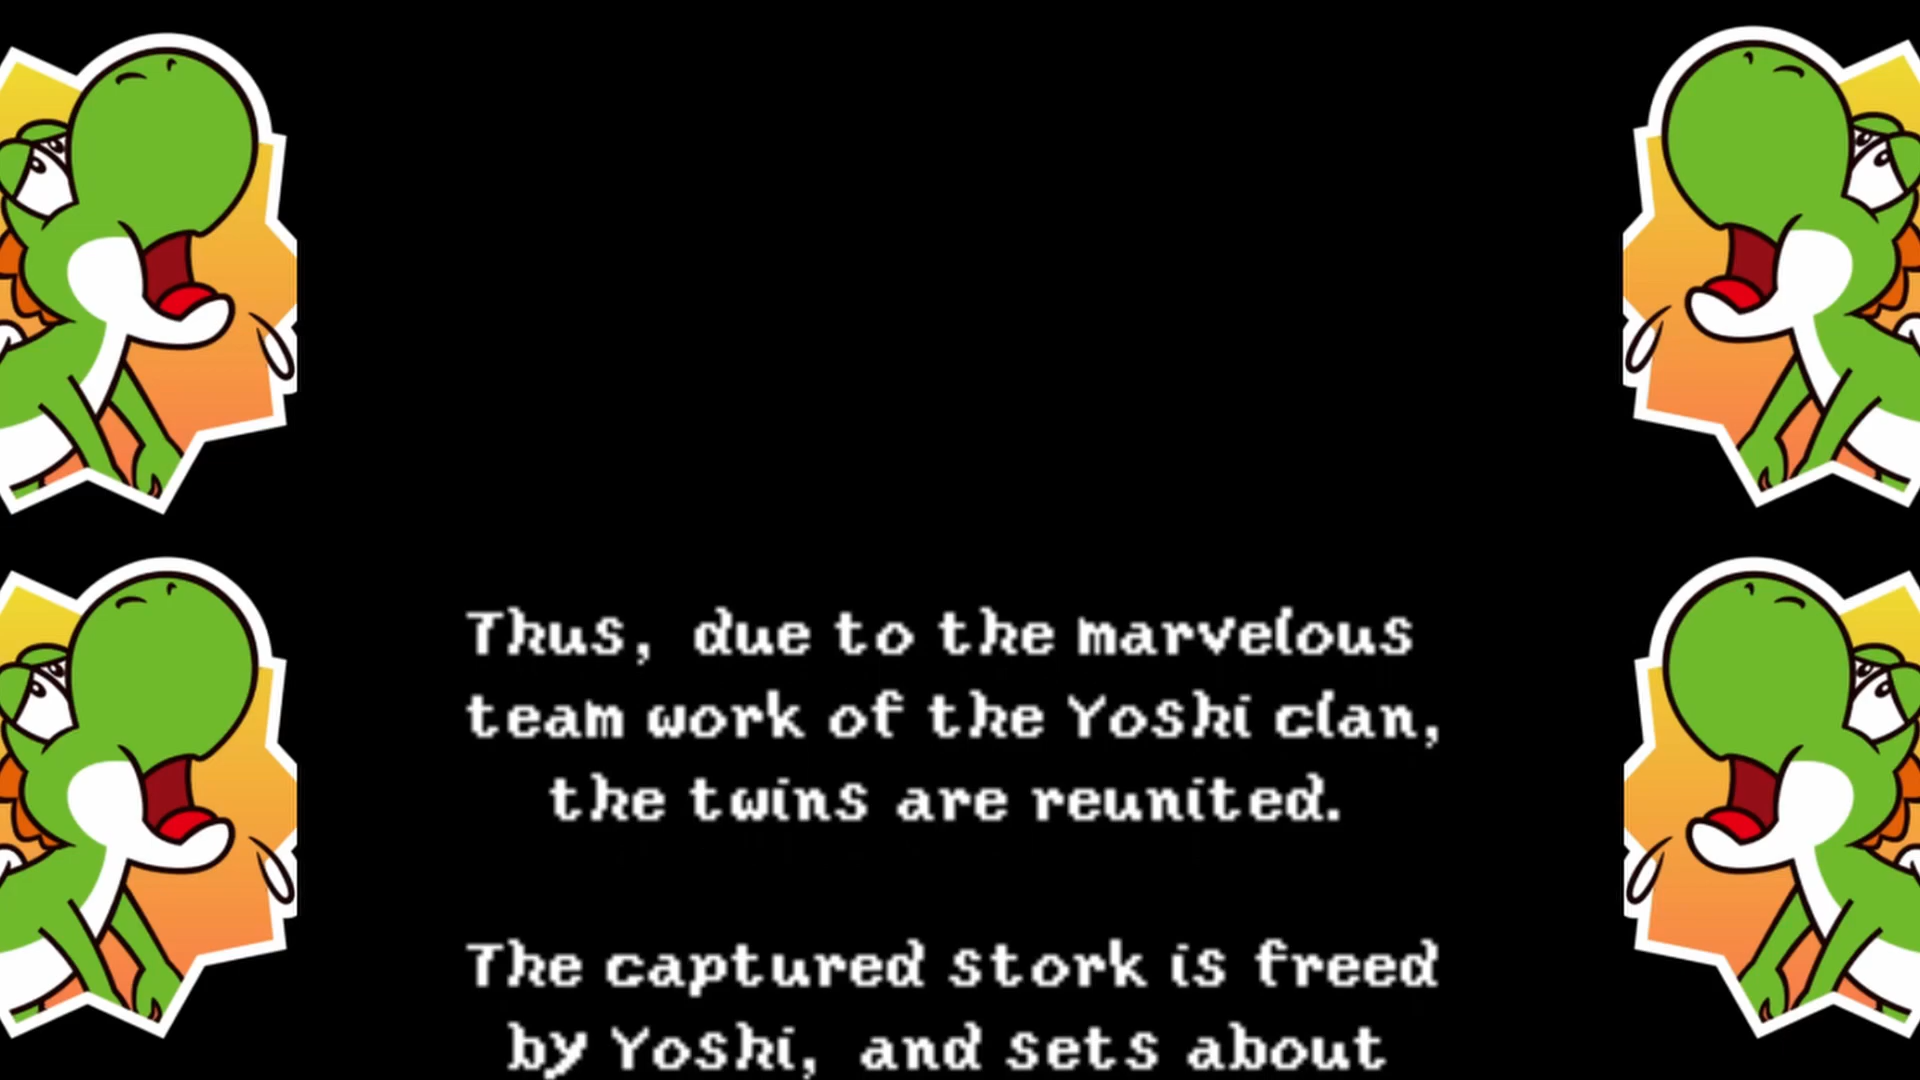 Thus, due to the marvelous
team work of the Yoshi clan,
the twins are reunited.
The captured stork is freed
by Yoshi, and sets about